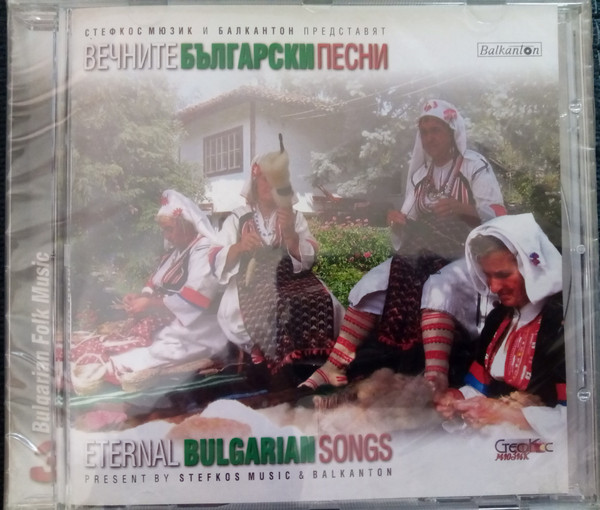 СТЕФКОС МЮЗИК И БАЛКАНТОН ПРЕДСТАВЯТ
ВЕЧНИТЕ БЪЛГАРСКИ ПЕСНИ
Balkanton
3 Bulgarian Folk Music
ETERNAL BULGARIAN SONGS
PRESENT BY STEFKOS MUSIC & BALKANTON
СтефКос
МЮЗИК